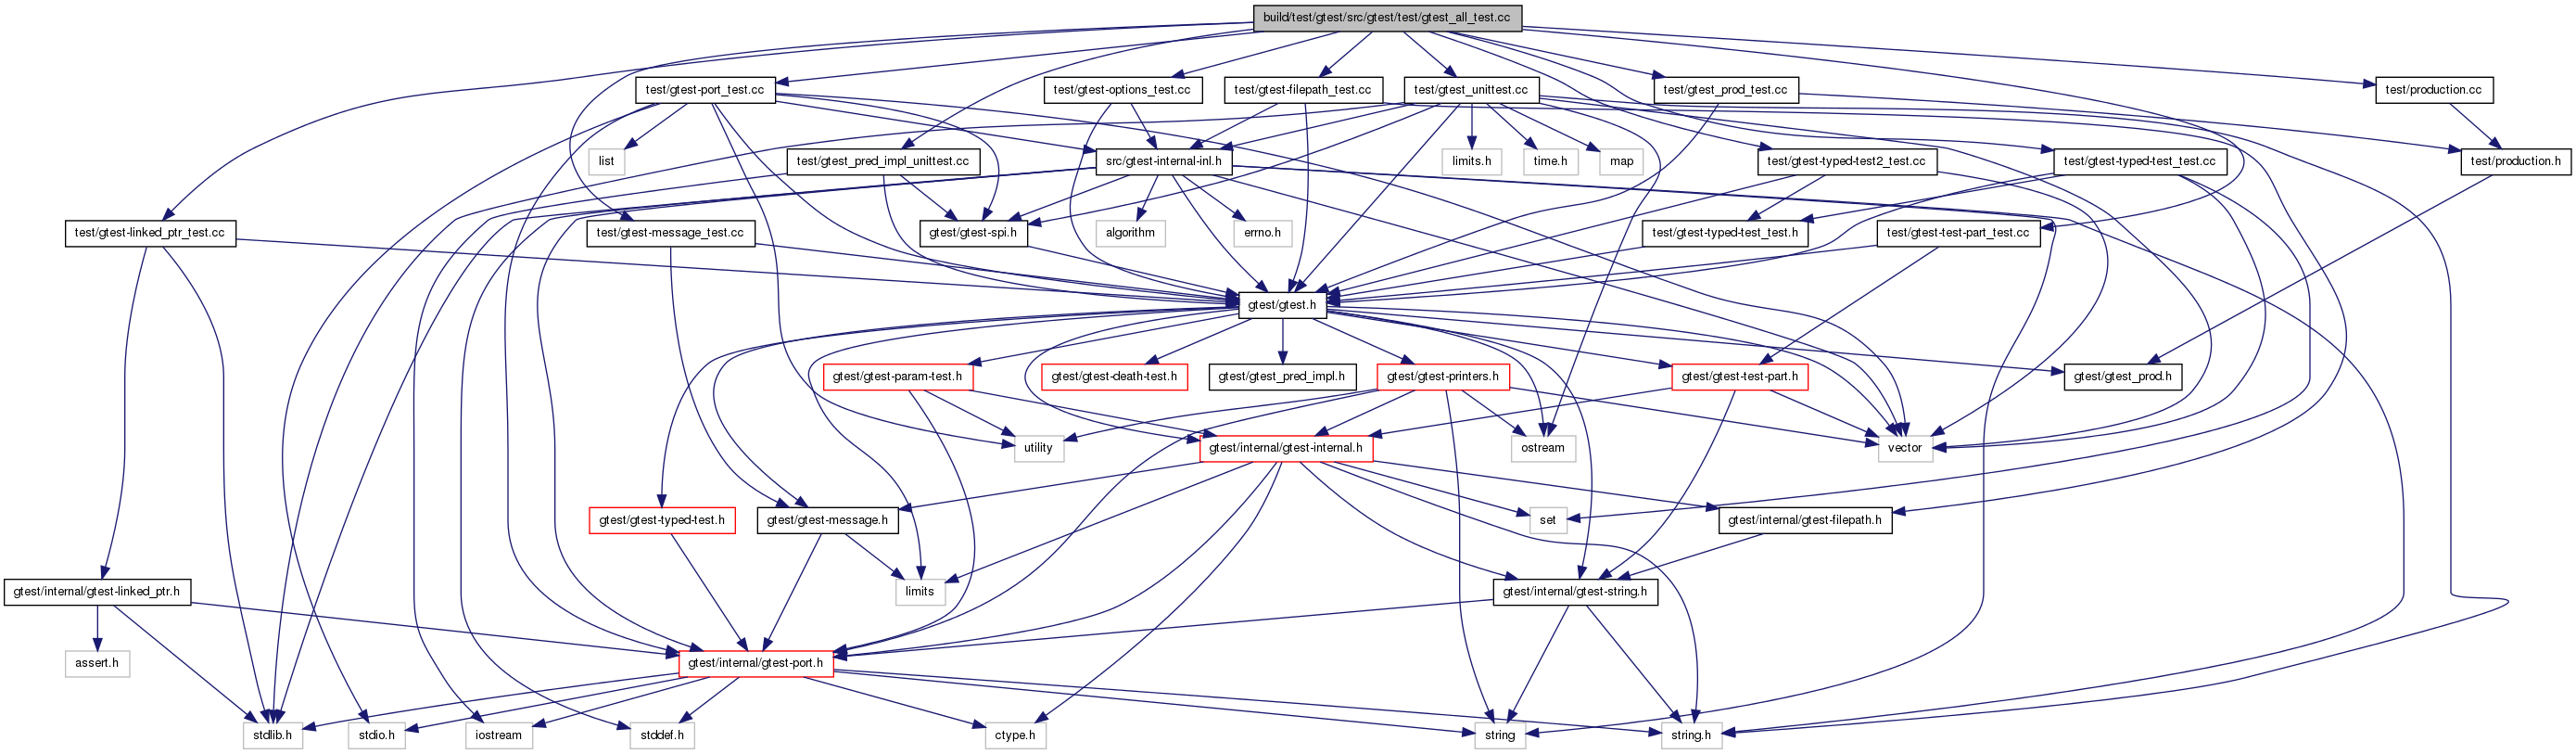 build/test/gtest/src/gtest/test/gtest_all_test.cc
test/gtest-port_test.cc
test/gtest-options_test.cc
test/gtest-filepath_test.cc
test/gtest_unittest.cc
test/gtest_prod_test.cc
test/production.cc
list
test/gtest_pred_impl_unittest.cc
src/gtest-internal-inl.h
limits.h
time.h
map
test/gtest-typed-test2_test.cc
test/gtest-typed-test_test.cc
test/production.h
test/gtest-linked_ptr_test.cc
test/gtest-message_test.cc
gtest/gtest-spi.h
algorithm
errno.h
test/gtest-typed-test_test.h
test/gtest-test-part_test.cc
gtest/gtest.h
gtest/gtest-param-test.h
gtest/gtest-death-test.h
gtest/gtest_pred_impl.h
gtest/gtest-printers.h
gtest/gtest-test-part.h
gtest/gtest_prod.h
utility
gtest/internal/gtest-internal.h
ostream
vector
gtest/gtest-typed-test.h
gtest/gtest-message.h
set
gtest/internal/gtest-filepath.h
gtest/internal/gtest-linked_ptr.h
limits
gtest/internal/gtest-string.h
assert.h
gtest/internal/gtest-port.h
stdlib.h
stdio.h
iostream
stddef.h
ctype.h
string
string.h